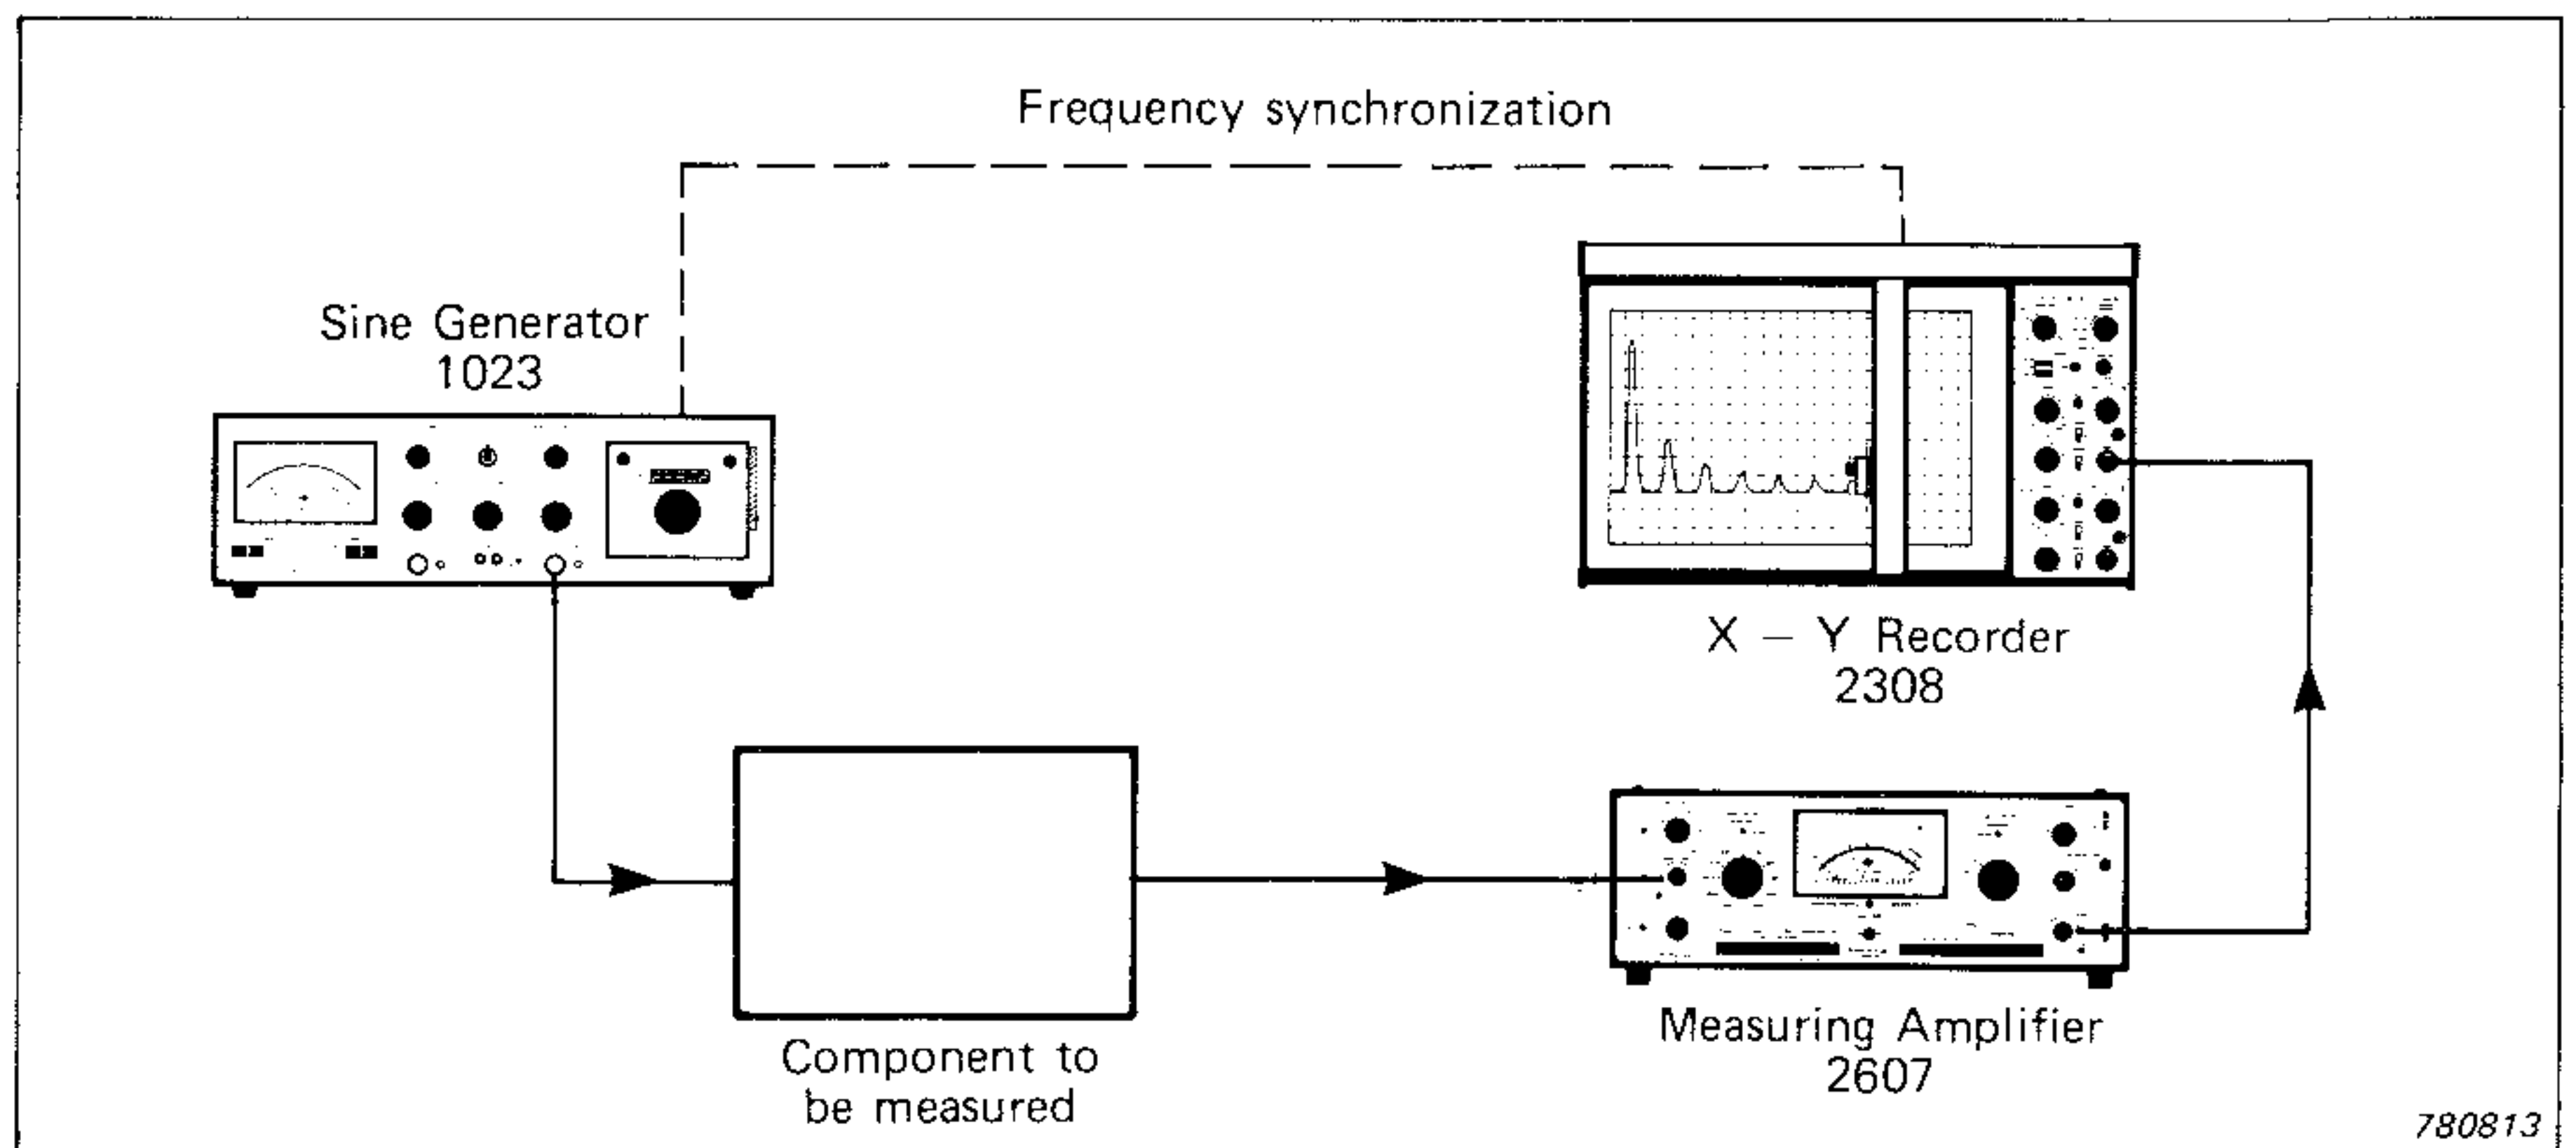 Frequency synchronization
Sine Generator
1023
X – Y Recorder
2308
Component to
be measured
Measuring Amplifier
2607
780813